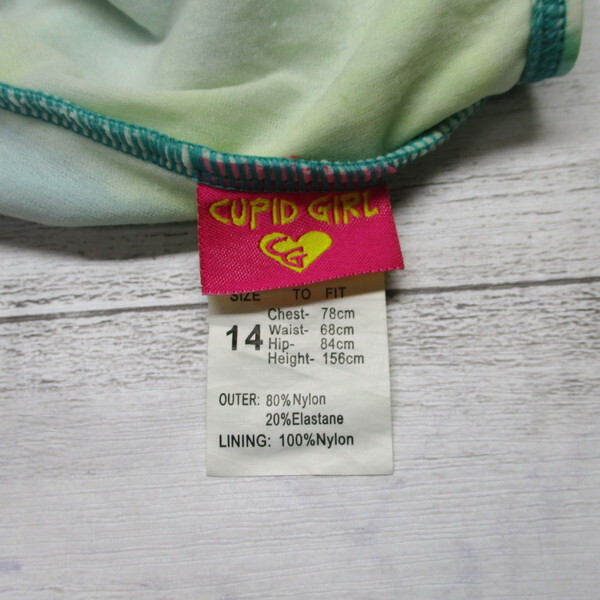 CUPID GIRL
CG
SIZE TO FIT
14
Chest- 78cm
Waist- 68cm
Hip- 84cm
Height- 156cm
OUTER: 80%Nylon
20%Elastane
LINING: 100%Nylon